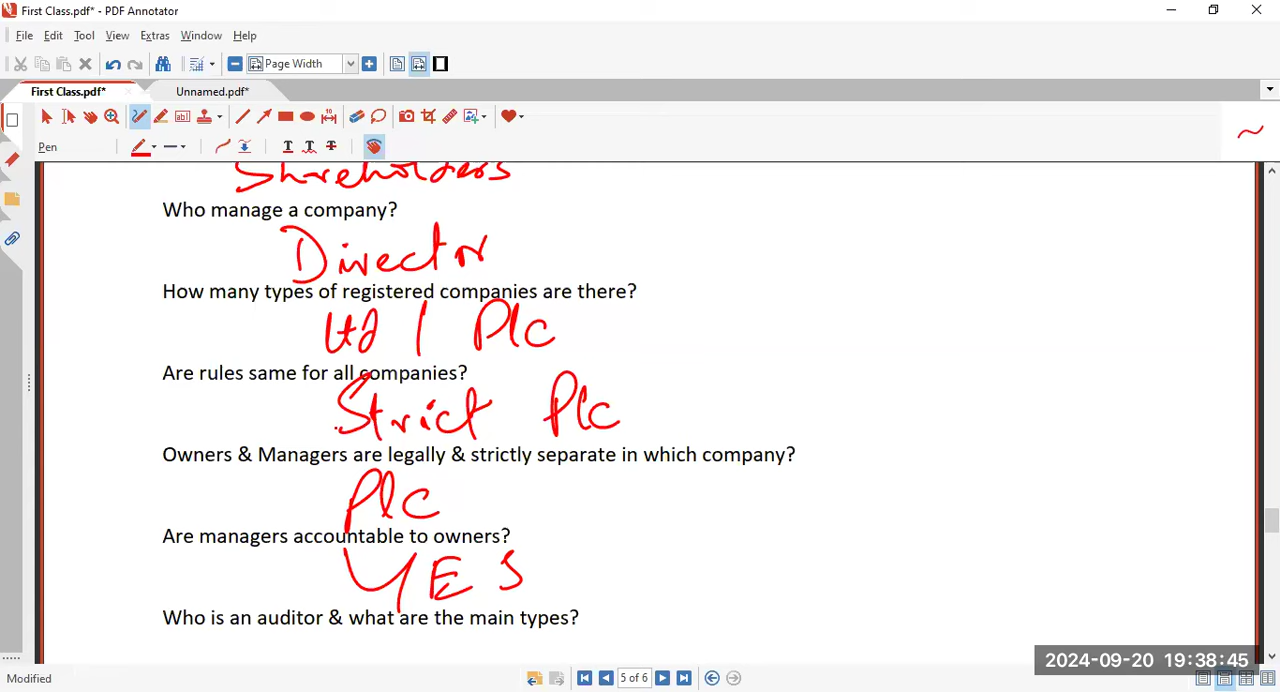 First Class.pdf* - PDF Annotator
File Edit Tool View Extras Window Help
Page Width
First Class.pdf* Unnamed.pdf*
Pen
Shareholders
Who manage a company?
Director
How many types of registered companies are there?
Ltd / Plc
Are rules same for all companies?
Strict Plc
Owners & Managers are legally & strictly separate in which company?
Plc
Are managers accountable to owners?
YES
Who is an auditor & what are the main types?
2024-09-20 19:38:45
Modified 5 of 6